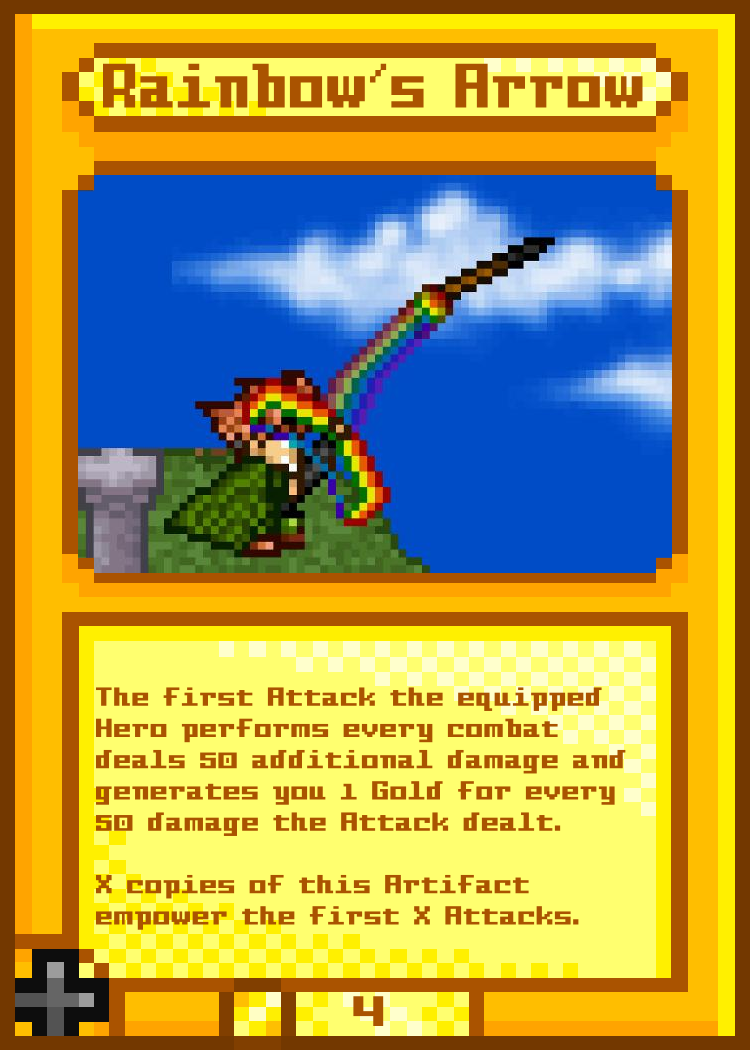 Rainbow's Arrow
The first Attack the equipped
Hero performs every combat
deals 50 additional damage and
generates you 1 Gold for every
50 damage the Attack dealt.
X copies of this Artifact
empower the first X Attacks.
4